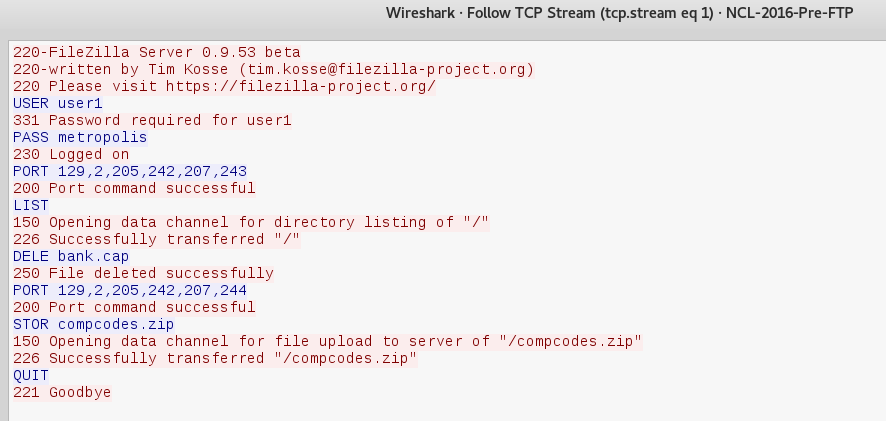 Wireshark · Follow TCP Stream (tcp.stream eq 1) · NCL-2016-Pre-FTP
220-FileZilla Server 0.9.53 beta
220-written by Tim Kosse (tim.kosse@filezilla-project.org)
220 Please visit https://filezilla-project.org/
USER user1
331 Password required for user1
PASS metropolis
230 Logged on
PORT 129,2,205,242,207,243
200 Port command successful
LIST
150 Opening data channel for directory listing of "/"
226 Successfully transferred "/"
DELE bank.cap
250 File deleted successfully
PORT 129,2,205,242,207,244
200 Port command successful
STOR compcodes.zip
150 Opening data channel for file upload to server of "/compcodes.zip"
226 Successfully transferred "/compcodes.zip"
QUIT
221 Goodbye